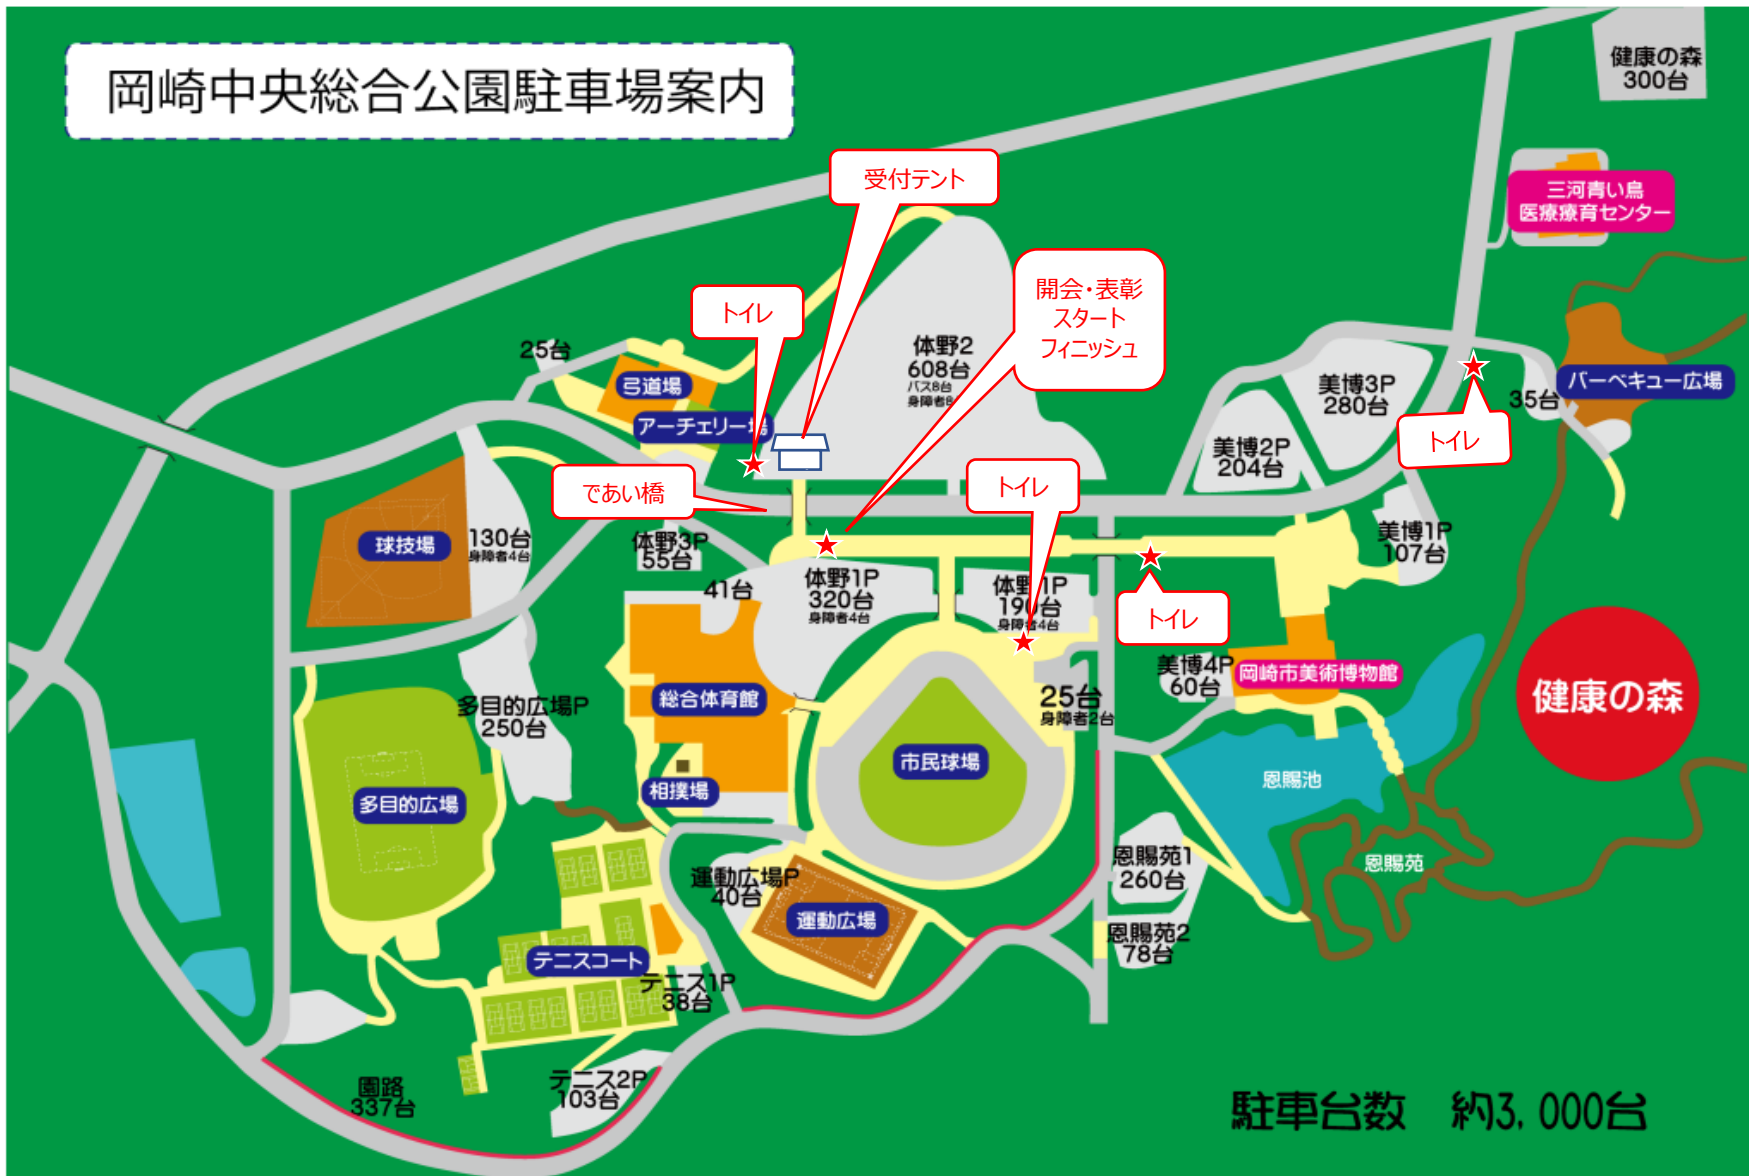 岡崎中央総合公園駐車場案内
健康の森
300台
受付テント
三河青い鳥
医療療育センター
開会・表彰
スタート
フィニッシュ
トイレ
25台
体野2
608台
バス8台
身障者8
弓道場
アーチェリー場
美博3P
280台
35台
バーベキュー広場
美博2P
204台
トイレ
であい橋
トイレ
球技場
130台
身障者4台
体野3P
55台
美博1P
107台
41台
体野1P
320台
身障者4台
体野1P
190台
身障者4台
トイレ
美博4P
60台
岡崎市美術博物館
健康の森
総合体育館
多目的広場P
250台
25台
身障者2台
市民球場
恩賜池
相撲場
多目的広場
恩賜苑1
260台
恩賜苑
運動広場P
40台
運動広場
恩賜苑2
78台
テニスコート
テニス1P
38台
園路
337台
テニス2P
103台
駐車台数 約3,000台